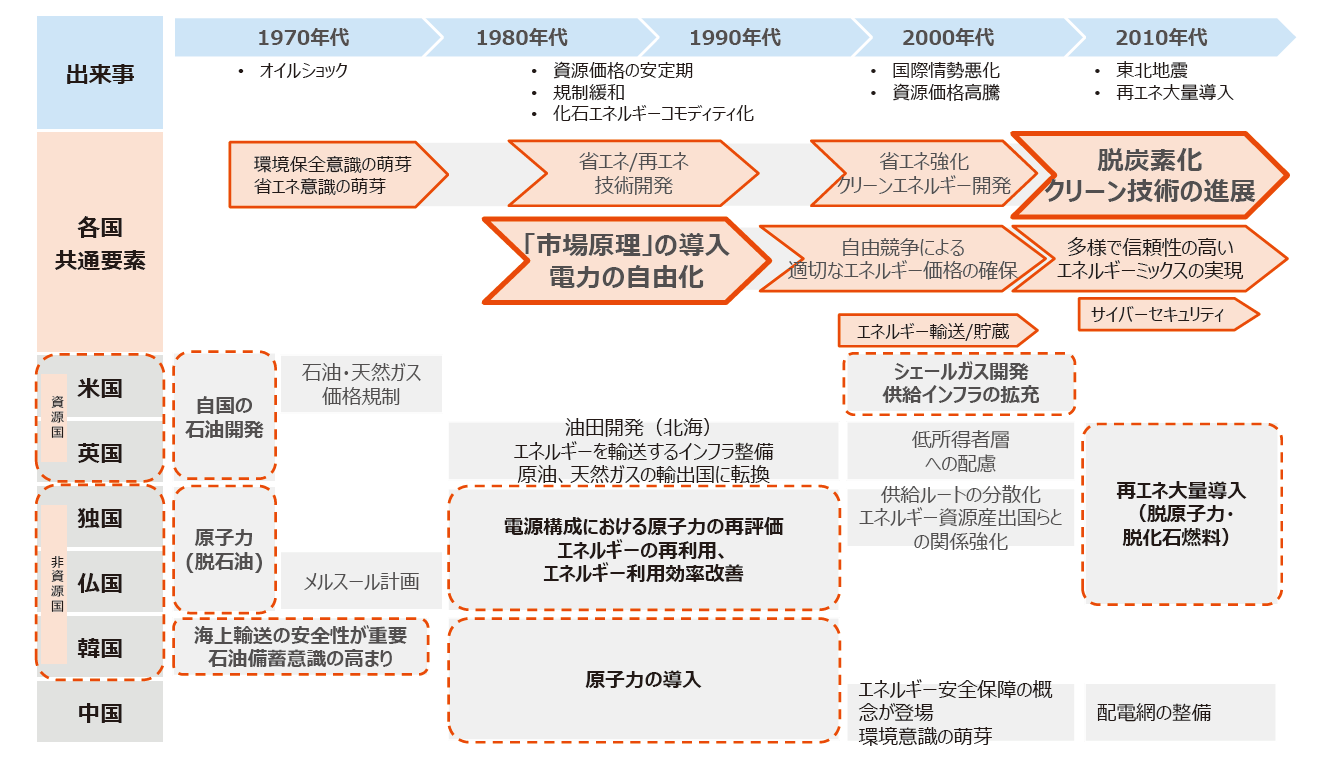 出来事
1970年代
1980年代
1990年代
2000年代
2010年代
• オイルショック
• 資源価格の安定期
• 規制緩和
• 化石エネルギーコモディティ化
• 国際情勢悪化
• 資源価格高騰
• 東北地震
• 再エネ大量導入
各国
共通要素
環境保全意識の萌芽
省エネ意識の萌芽
省エネ/再エネ
技術開発
省エネ強化
クリーンエネルギー開発
脱炭素化
クリーン技術の進展
「市場原理」の導入
電力の自由化
自由競争による
適切なエネルギー価格の確保
多様で信頼性の高い
エネルギーミックスの実現
エネルギー輸送/貯蔵
サイバーセキュリティ
資源国
米国
英国
自国の
石油開発
石油・天然ガス
価格規制
シェールガス開発
供給インフラの拡充
油田開発（北海）
エネルギーを輸送するインフラ整備
原油、天然ガスの輸出国に転換
低所得者層
への配慮
非資源国
独国
仏国
韓国
原子力
(脱石油)
メルスール計画
電源構成における原子力の再評価
エネルギーの再利用、
エネルギー利用効率改善
供給ルートの分散化
エネルギー資源産出国らと
の関係強化
再エネ大量導入
（脱原子力・
脱化石燃料）
海上輸送の安全性が重要
石油備蓄意識の高まり
原子力の導入
中国
エネルギー安全保障の概
念が登場
環境意識の萌芽
配電網の整備